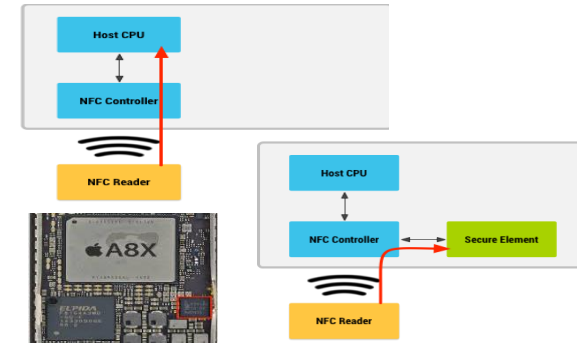 Host CPU
NFC Controller
NFC Reader
Host CPU
NFC Controller
Secure Element
NFC Reader
A8X
ELPIDA